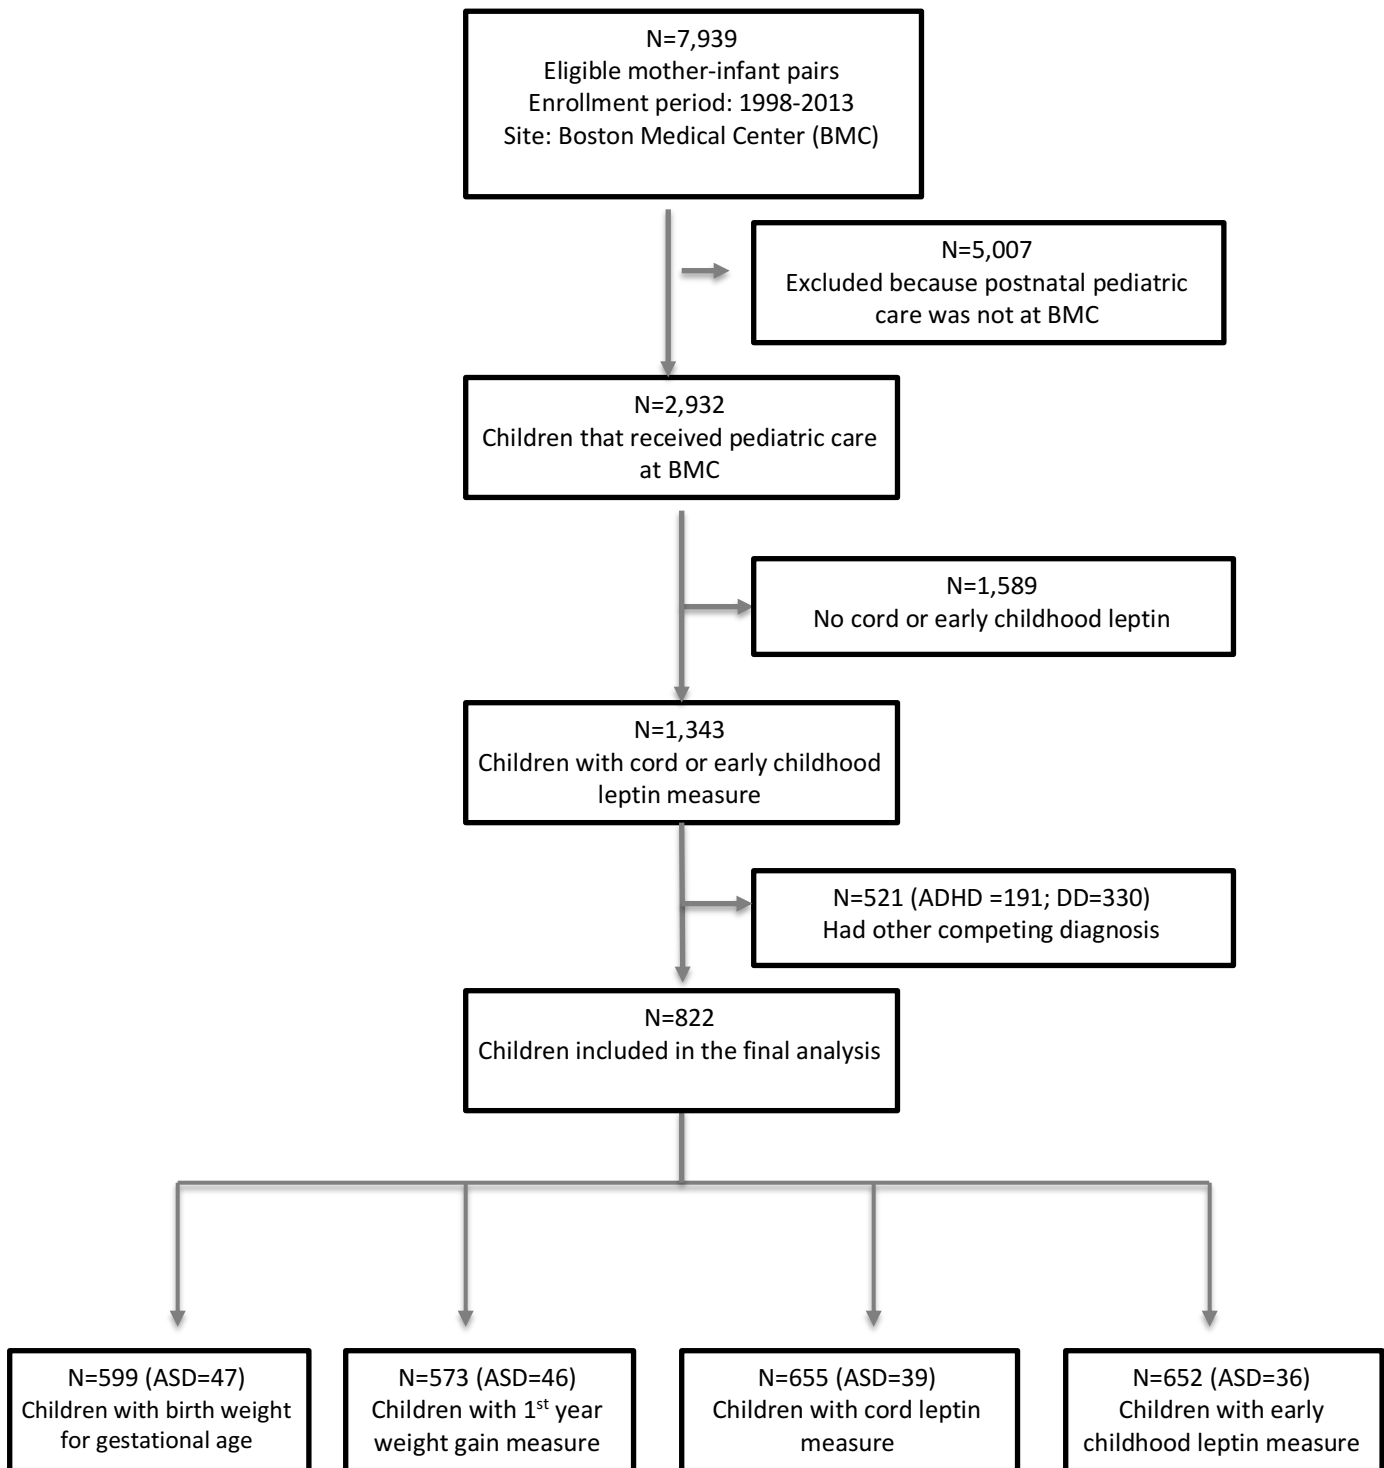 N=7,939
Eligible mother-infant pairs
Enrollment period: 1998-2013
Site: Boston Medical Center (BMC)
N=5,007
Excluded because postnatal pediatric
care was not at BMC
N=2,932
Children that received pediatric care
at BMC
N=1,589
No cord or early childhood leptin
N=1,343
Children with cord or early childhood
leptin measure
N=521 (ADHD =191; DD=330)
Had other competing diagnosis
N=822
Children included in the final analysis
N=599 (ASD=47)
Children with birth weight
for gestational age
N=573 (ASD=46)
Children with 1st year
weight gain measure
N=655 (ASD=39)
Children with cord leptin
measure
N=652 (ASD=36)
Children with early
childhood leptin measure